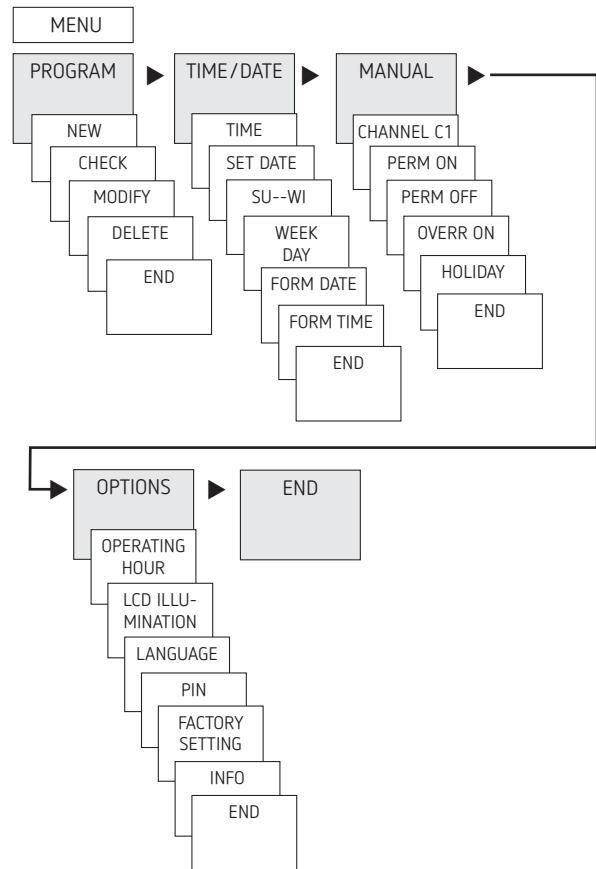 MENU
PROGRAM
NEW
CHECK
MODIFY
DELETE
END
TIME/DATE
TIME
SET DATE
SU--WI
WEEK
DAY
FORM DATE
FORM TIME
END
MANUAL
CHANNEL C1
PERM ON
PERM OFF
OVERR ON
HOLIDAY
END
OPTIONS
OPERATING
HOUR
LCD ILLU-
MINATION
LANGUAGE
PIN
FACTORY
SETTING
INFO
END
END